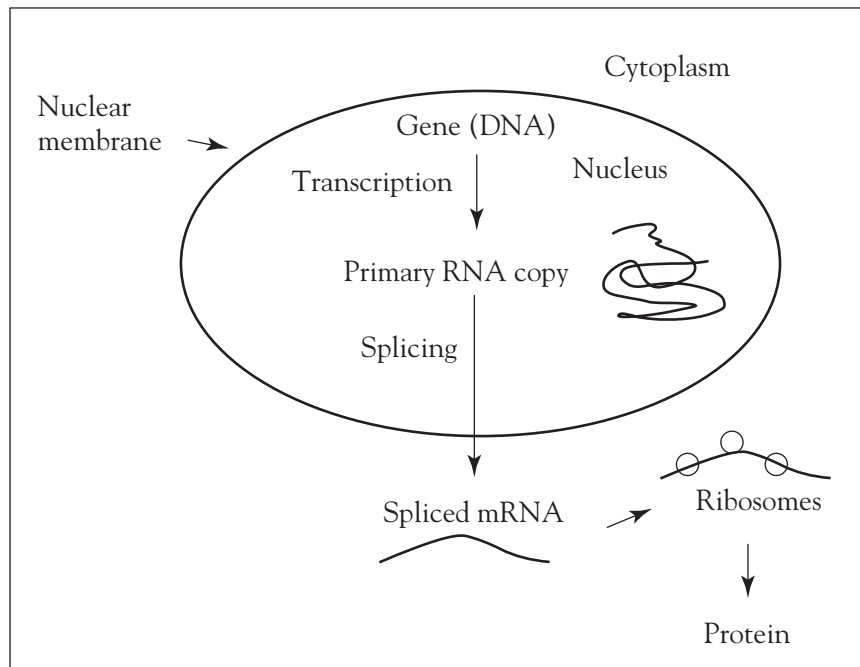 Cytoplasm
Nuclear
membrane
Gene (DNA)
Transcription
Nucleus
Primary RNA copy
Splicing
Spliced mRNA
Ribosomes
Protein